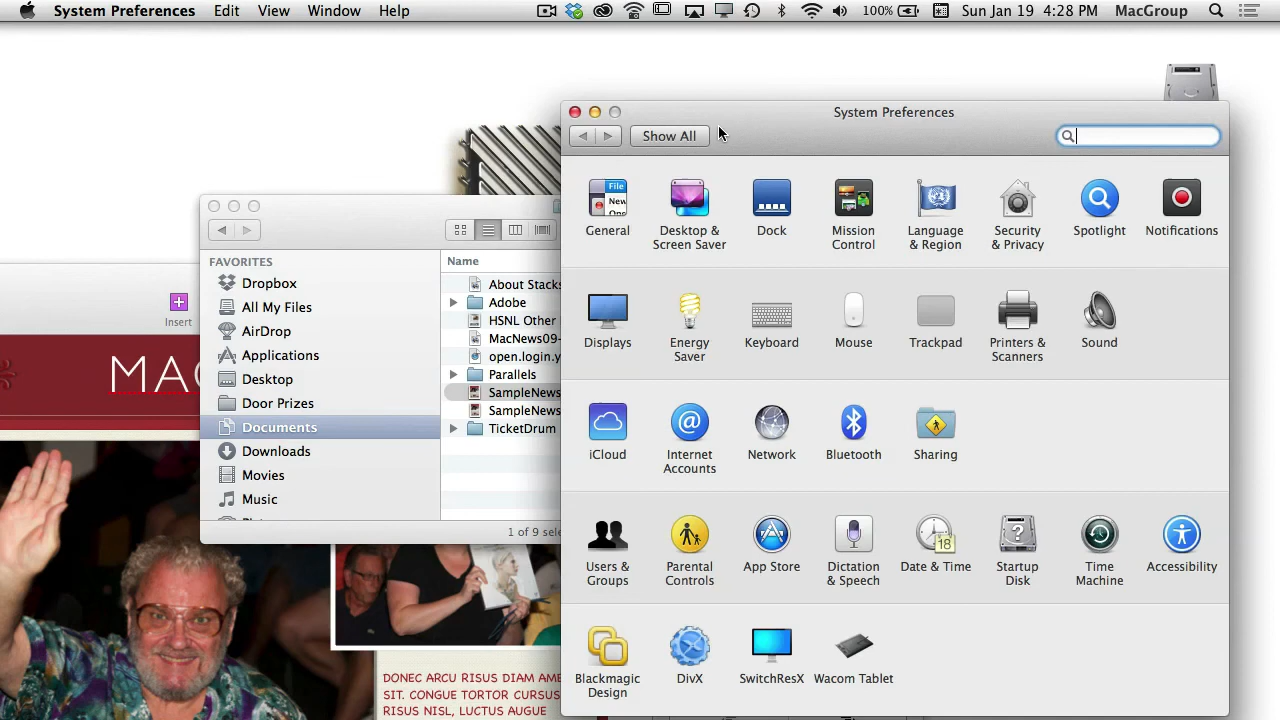 System Preferences Edit View Window Help 100% Sun Jan 19 4:28 PM MacGroup
System Preferences
Show All
File
New
General
Desktop &
Screen Saver
Dock
Mission
Control
Language
& Region
Security
& Privacy
Spotlight
Notifications
Displays
Energy
Saver
Keyboard
Mouse
Trackpad
Printers &
Scanners
Sound
iCloud
Internet
Accounts
Network
Bluetooth
Sharing
Users &
Groups
Parental
Controls
App Store
Dictation
& Speech
18
Date & Time
Startup
Disk
Time
Machine
Accessibility
Blackmagic
Design
DivX
SwitchResX
Wacom Tablet
FAVORITES
Dropbox
All My Files
AirDrop
Applications
Desktop
Door Prizes
Documents
Downloads
Movies
Music
Name
About Stacks
Adobe
HSNL Other
MacNews09-
open.login.y
Parallels
SampleNews
SampleNews
TicketDrum
1 of 9 sele
Insert
MAC
DONEC ARCU RISUS DIAM AME
SIT. CONGUE TORTOR CURSUS
RISUS NISL, LUCTUS AUGUE